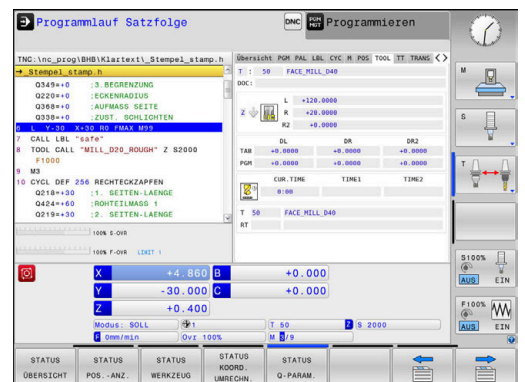 Programmlauf Satzfolge
DNC
PGM MGT
Programmieren
TNC:\nc_prog\BHB\Klartext\_Stempel_stamp.h
→_Stempel_stamp.h
Q349=+0 ;3.BEGRENZUNG
Q220=+0 ;ECKENRADIUS
Q368=+0 ;AUFMASS SEITE
Q338=+0 ;ZUST. SCHLICHTEN
6 L Y-30 X+30 R0 FMAX M99
7 CALL LBL "safe"
8 TOOL CALL "MILL_D20_ROUGH" Z S2000
F1000
9 M3
10 CYCL DEF 256 RECHTECKZAPFEN
Q218=+30 ;1. SEITEN-LAENGE
Q424=+60 ;ROHTEILMASS 1
Q219=+30 ;2. SEITEN-LAENGE
100% S-OVR
100% F-OVR LIMIT 1
Übersicht PGM PAL LBL CYC M POS TOOL TT TRANS
T : 50 FACE_MILL_D40
DOC:
Z
L +120.0000
R +20.0000
R2 +0.0000
DL DR DR2
TAB +0.0000 +0.0000 +0.0000
PGM +0.0000 +0.0000 +0.0000
CUR.TIME TIME1 TIME2
0:00
T 50 FACE_MILL_D40
RT
X +4.860 B +0.000
Y -30.000 C +0.000
Z +0.400
Modus: SOLL 1 T 50 Z S 2000
F 0mm/min Ovr 100% M 3/9
M
S
T
S100%
AUS EIN
F100%
AUS EIN
STATUS ÜBERSICHT
STATUS POS.-ANZ.
STATUS WERKZEUG
STATUS KOORD. UMRECHN.
STATUS Q-PARAM.